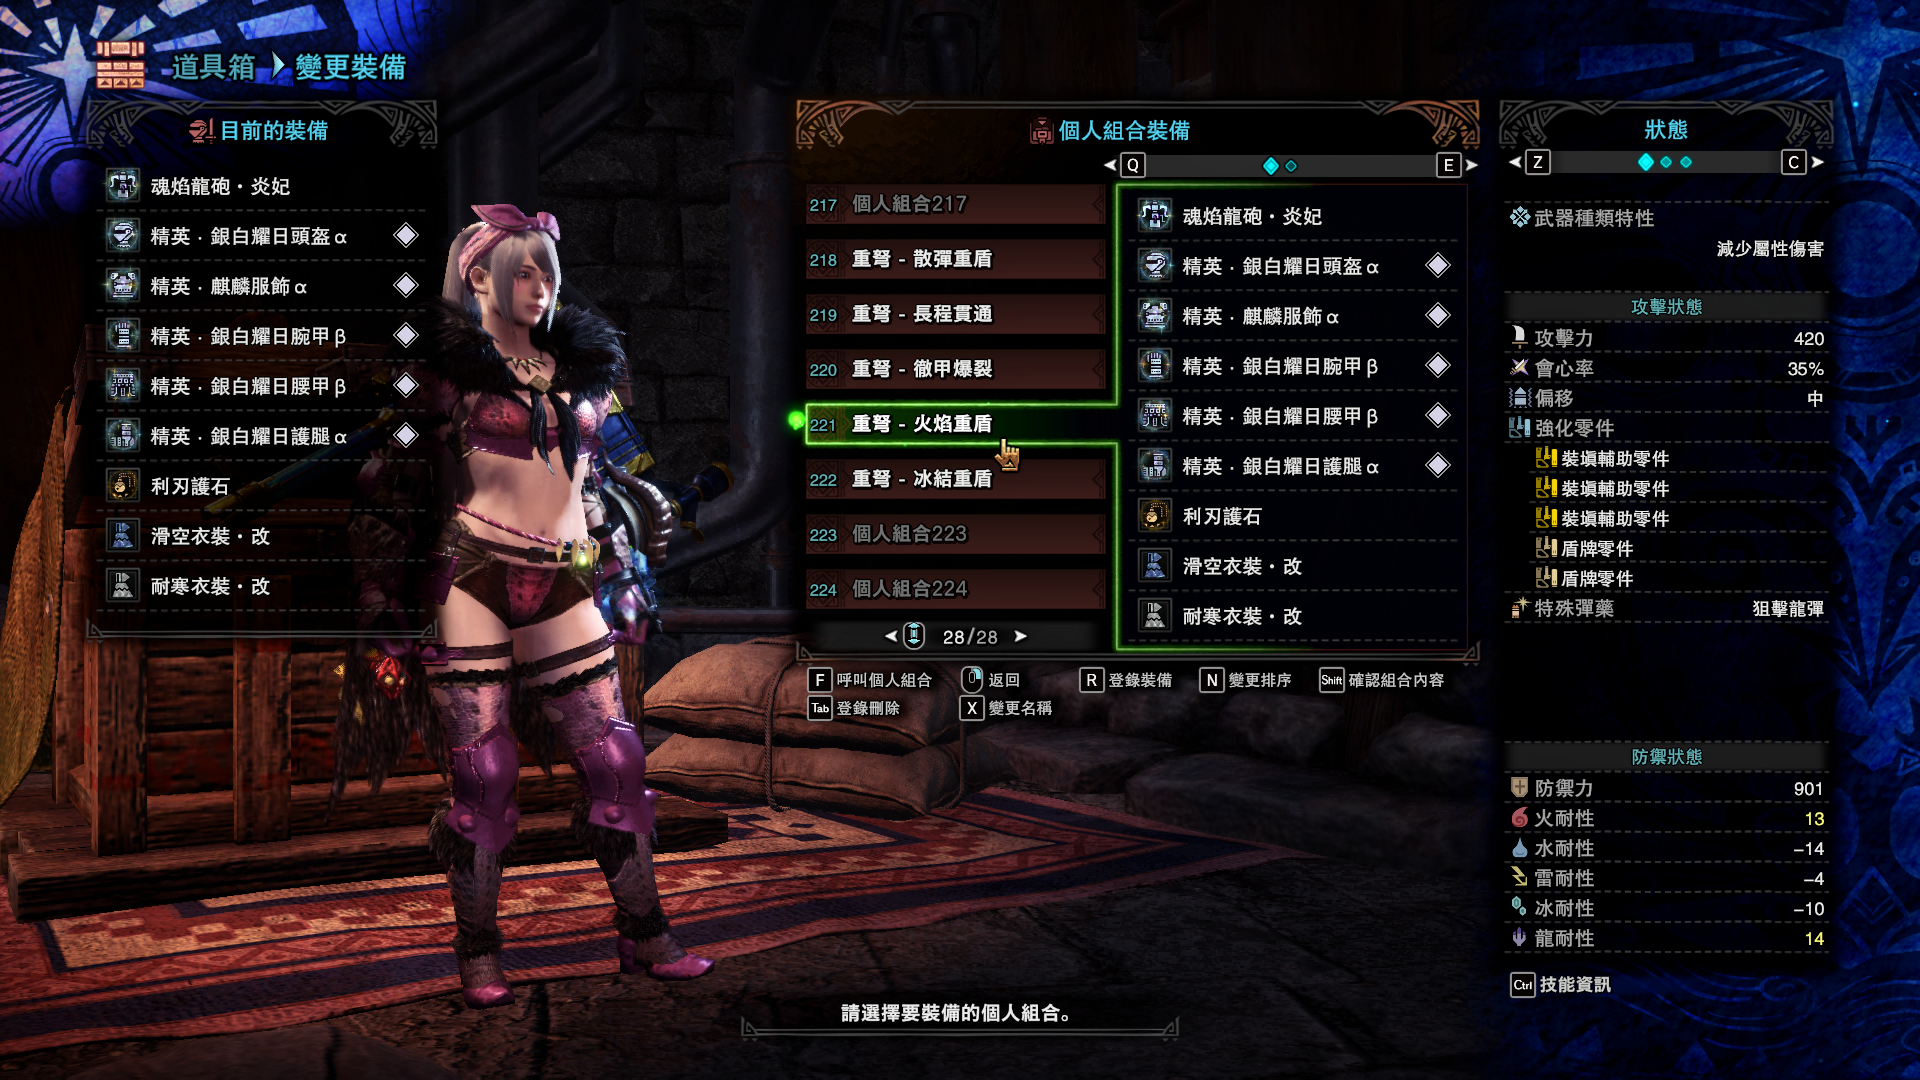 道具箱 變更裝備
目前的裝備
魂焰龍砲・炎妃
精英．銀白耀日頭盔α
精英．麒麟服飾α
精英．銀白耀日腕甲β
精英．銀白耀日腰甲β
精英．銀白耀日護腿α
利刃護石
滑空衣裝・改
耐寒衣裝・改
個人組合裝備
Q E
217 個人組合217
218 重弩－散彈重盾
219 重弩－長程貫通
220 重弩－徹甲爆裂
221 重弩－火焰重盾
222 重弩－冰結重盾
223 個人組合223
224 個人組合224
28/28
魂焰龍砲・炎妃
精英．銀白耀日頭盔α
精英．麒麟服飾α
精英．銀白耀日腕甲β
精英．銀白耀日腰甲β
精英．銀白耀日護腿α
利刃護石
滑空衣裝・改
耐寒衣裝・改
F 呼叫個人組合 返回 R 登錄裝備 N 變更排序 Shift 確認組合內容
Tab 登錄刪除 X 變更名稱
請選擇要裝備的個人組合。
狀態
Z C
武器種類特性
減少屬性傷害
攻擊狀態
攻擊力 420
會心率 35%
偏移 中
強化零件
裝填輔助零件
裝填輔助零件
裝填輔助零件
盾牌零件
盾牌零件
特殊彈藥 狙擊龍彈
防禦狀態
防禦力 901
火耐性 13
水耐性 −14
雷耐性 −4
冰耐性 −10
龍耐性 14
Ctrl 技能資訊